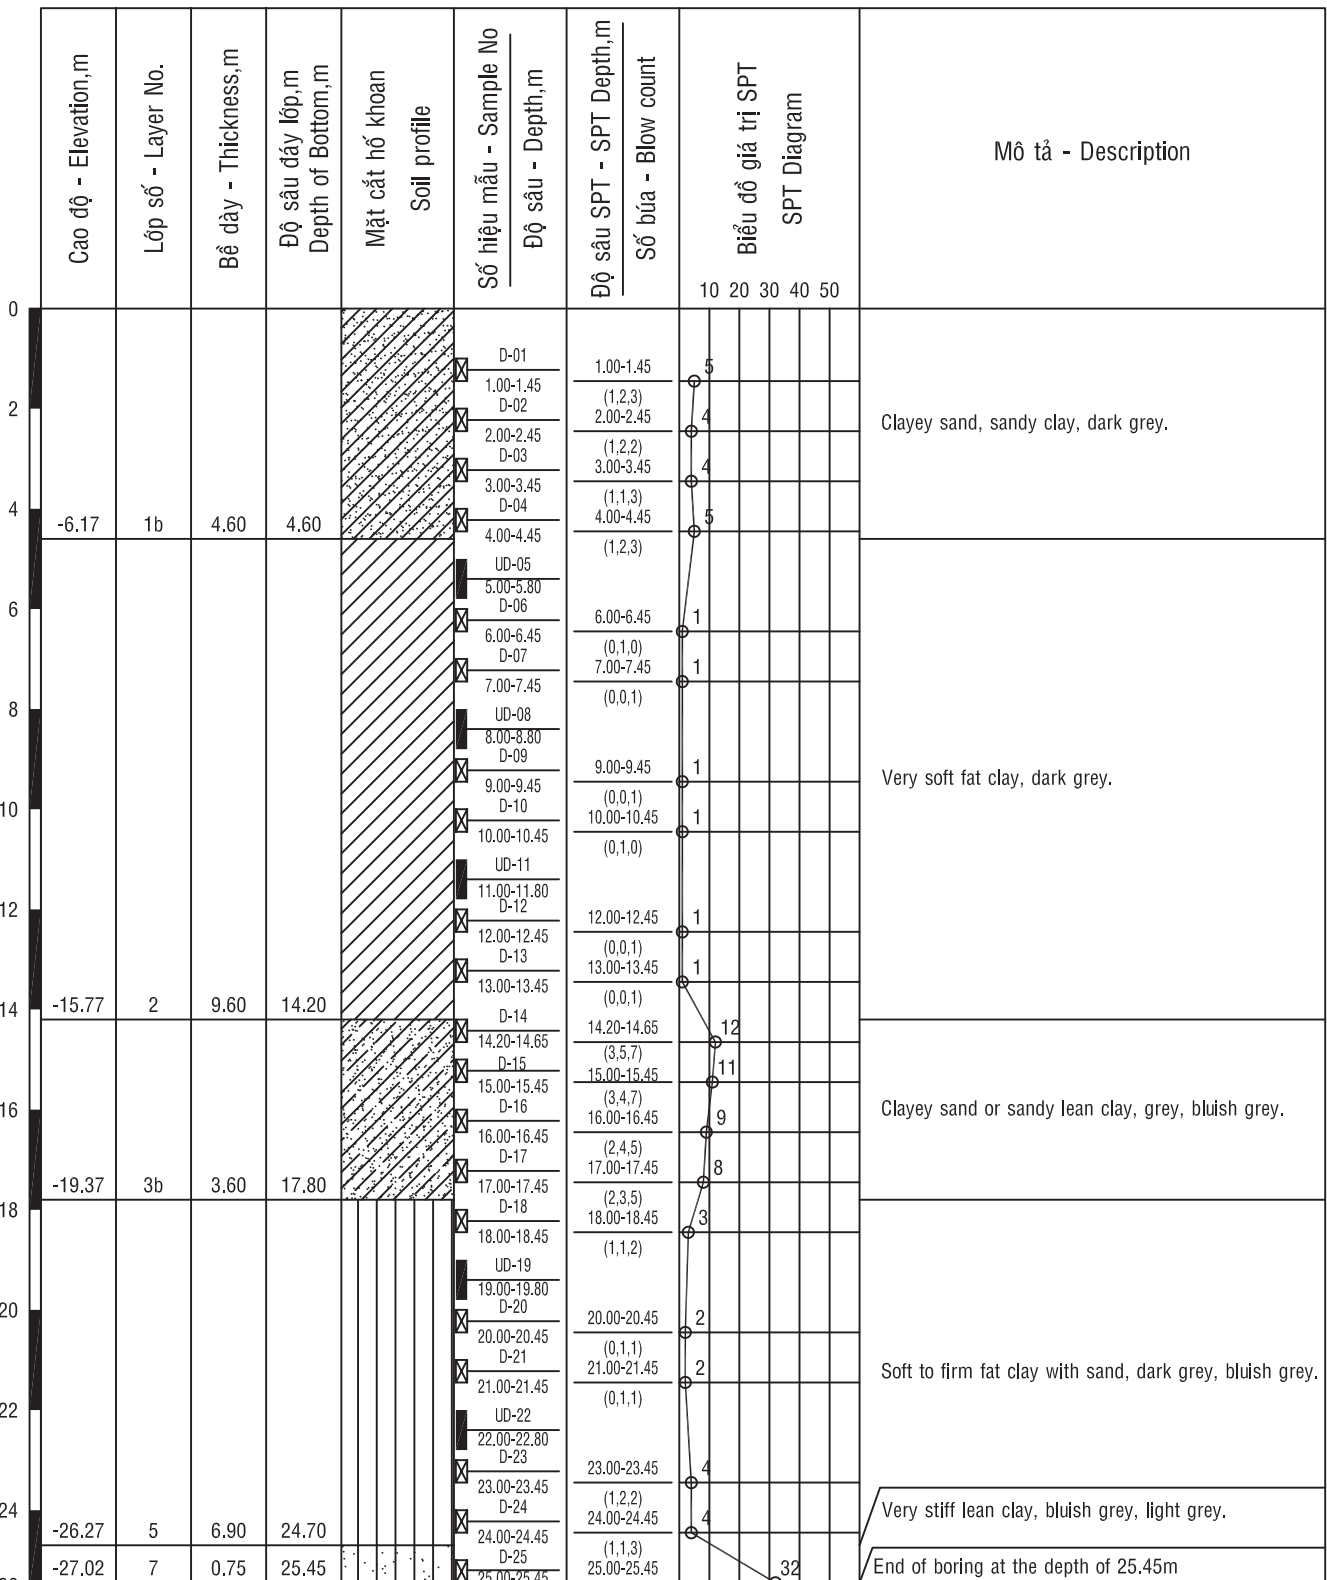 Cao độ - Elevation,m
Lớp số - Layer No.
Bề dày - Thickness,m
Độ sâu đáy lớp,m
Depth of Bottom,m
Mặt cắt hố khoan
Soil profile
Số hiệu mẫu - Sample No
Độ sâu - Depth,m
Độ sâu SPT - SPT Depth,m
Số búa - Blow count
Biểu đồ giá trị SPT
SPT Diagram
10 20 30 40 50
Mô tả - Description
0
D-01
1.00-1.45
1.00-1.45
(1,2,3)
5
2
D-02
2.00-2.45
2.00-2.45
(1,2,2)
4
Clayey sand, sandy clay, dark grey.
D-03
3.00-3.45
3.00-3.45
(1,1,3)
4
4
D-04
4.00-4.45
4.00-4.45
(1,2,3)
5
-6.17 1b 4.60 4.60
UD-05
5.00-5.80
6
D-06
6.00-6.45
6.00-6.45
(0,1,0)
1
D-07
7.00-7.45
7.00-7.45
(0,0,1)
1
8
UD-08
8.00-8.80
D-09
9.00-9.45
9.00-9.45
(0,0,1)
1
Very soft fat clay, dark grey.
10
D-10
10.00-10.45
10.00-10.45
(0,1,0)
1
UD-11
11.00-11.80
12
D-12
12.00-12.45
12.00-12.45
(0,0,1)
1
D-13
13.00-13.45
13.00-13.45
(0,0,1)
1
14
-15.77 2 9.60 14.20
D-14
14.20-14.65
14.20-14.65
(3,5,7)
12
D-15
15.00-15.45
15.00-15.45
(3,4,7)
11
16
D-16
16.00-16.45
16.00-16.45
(2,4,5)
9
Clayey sand or sandy lean clay, grey, bluish grey.
D-17
17.00-17.45
17.00-17.45
(2,3,5)
8
-19.37 3b 3.60 17.80
18
D-18
18.00-18.45
18.00-18.45
(1,1,2)
3
UD-19
19.00-19.80
20
D-20
20.00-20.45
20.00-20.45
(0,1,1)
2
D-21
21.00-21.45
21.00-21.45
(0,1,1)
2
Soft to firm fat clay with sand, dark grey, bluish grey.
22
UD-22
22.00-22.80
D-23
23.00-23.45
23.00-23.45
(1,2,2)
4
24
D-24
24.00-24.45
24.00-24.45
(1,1,3)
4
Very stiff lean clay, bluish grey, light grey.
-26.27 5 6.90 24.70
D-25
25.00-25.45
25.00-25.45
32
-27.02 7 0.75 25.45
End of boring at the depth of 25.45m